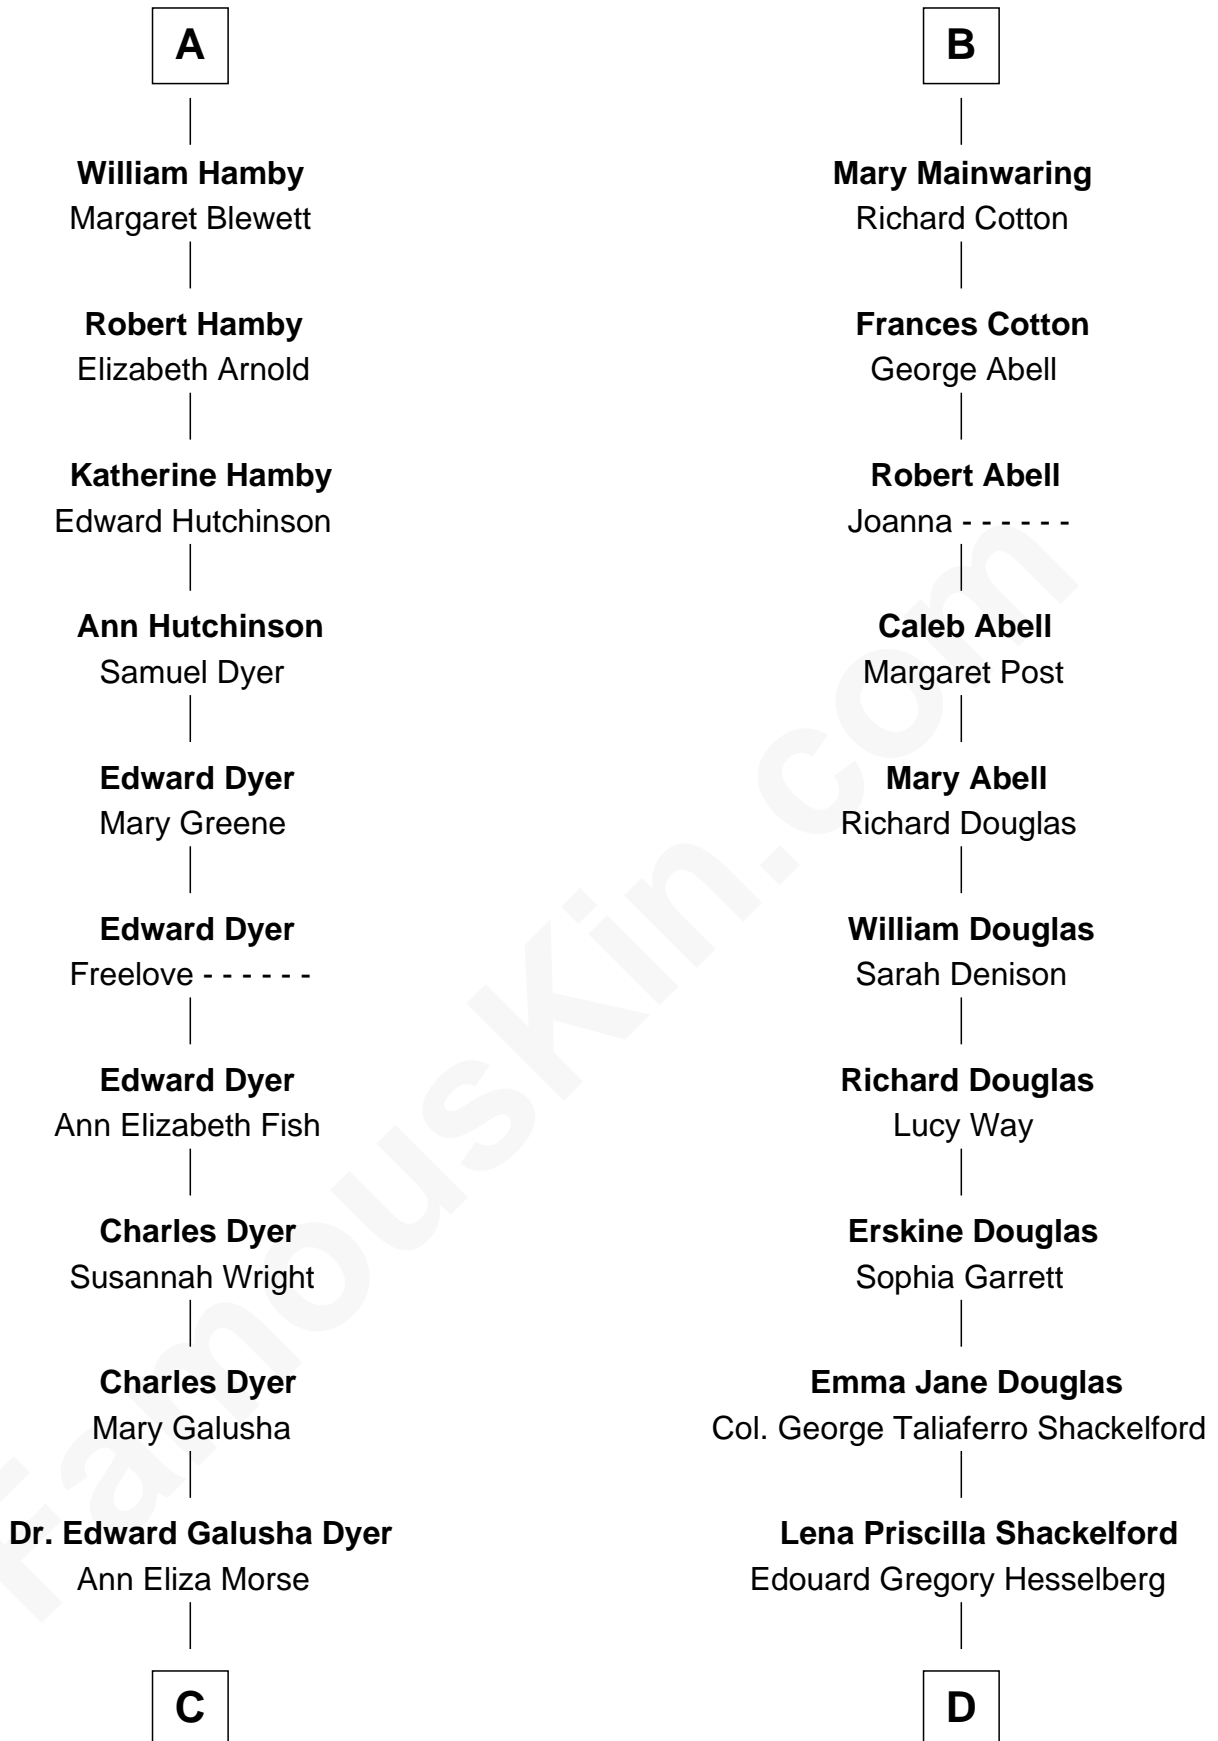 A
William Hamby
Margaret Blewett
Robert Hamby
Elizabeth Arnold
Katherine Hamby
Edward Hutchinson
Ann Hutchinson
Samuel Dyer
Edward Dyer
Mary Greene
Edward Dyer
Freelove - - - - - -
Edward Dyer
Ann Elizabeth Fish
Charles Dyer
Susannah Wright
Charles Dyer
Mary Galusha
Dr. Edward Galusha Dyer
Ann Eliza Morse
C
B
Mary Mainwaring
Richard Cotton
Frances Cotton
George Abell
Robert Abell
Joanna - - - - - -
Caleb Abell
Margaret Post
Mary Abell
Richard Douglas
William Douglas
Sarah Denison
Richard Douglas
Lucy Way
Erskine Douglas
Sophia Garrett
Emma Jane Douglas
Col. George Taliaferro Shackelford
Lena Priscilla Shackelford
Edouard Gregory Hesselberg
D
FamousKin.com